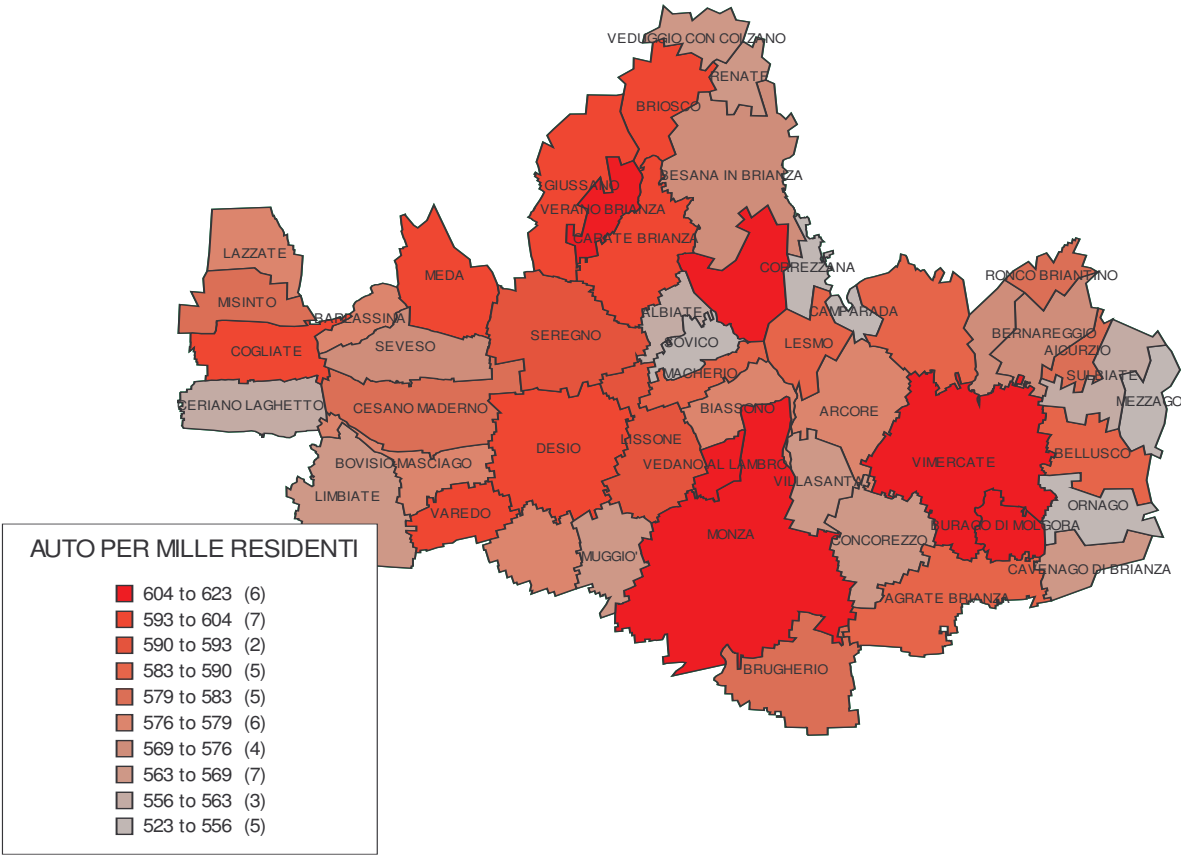 VEDUGGIO CON COLZANO
RENATE
BRIOSCO
BESANA IN BRIANZA
GIUSSANO
VERANO BRIANZA
CARATE BRIANZA
LAZZATE
CORREZZANA
MEDA
RONCO BRIANTINO
MISINTO
BARLASSINA
ALBIATE
CAMPARADA
SEREGNO
BERNAREGGIO
COGLIATE
SEVESO
SOVICO
LESMO
AICURZIO
MACHERIO
SULBIATE
CERIANO LAGHETTO
CESANO MADERNO
BIASSONO
ARCORE
MEZZAGO
LISSONE
DESIO
BELLUSCO
BOVISIO-MASCIAGO
VEDANO AL LAMBRO
VIMERCATE
VILLASANTA
LIMBIATE
ORNAGO
VAREDO
BURAGO DI MOLGORA
MONZA
CONCOREZZO
MUGGIO'
CAVENAGO DI BRIANZA
AGRATE BRIANZA
BRUGHERIO
AUTO PER MILLE RESIDENTI
604 to 623 (6)
593 to 604 (7)
590 to 593 (2)
583 to 590 (5)
579 to 583 (5)
576 to 579 (6)
569 to 576 (4)
563 to 569 (7)
556 to 563 (3)
523 to 556 (5)